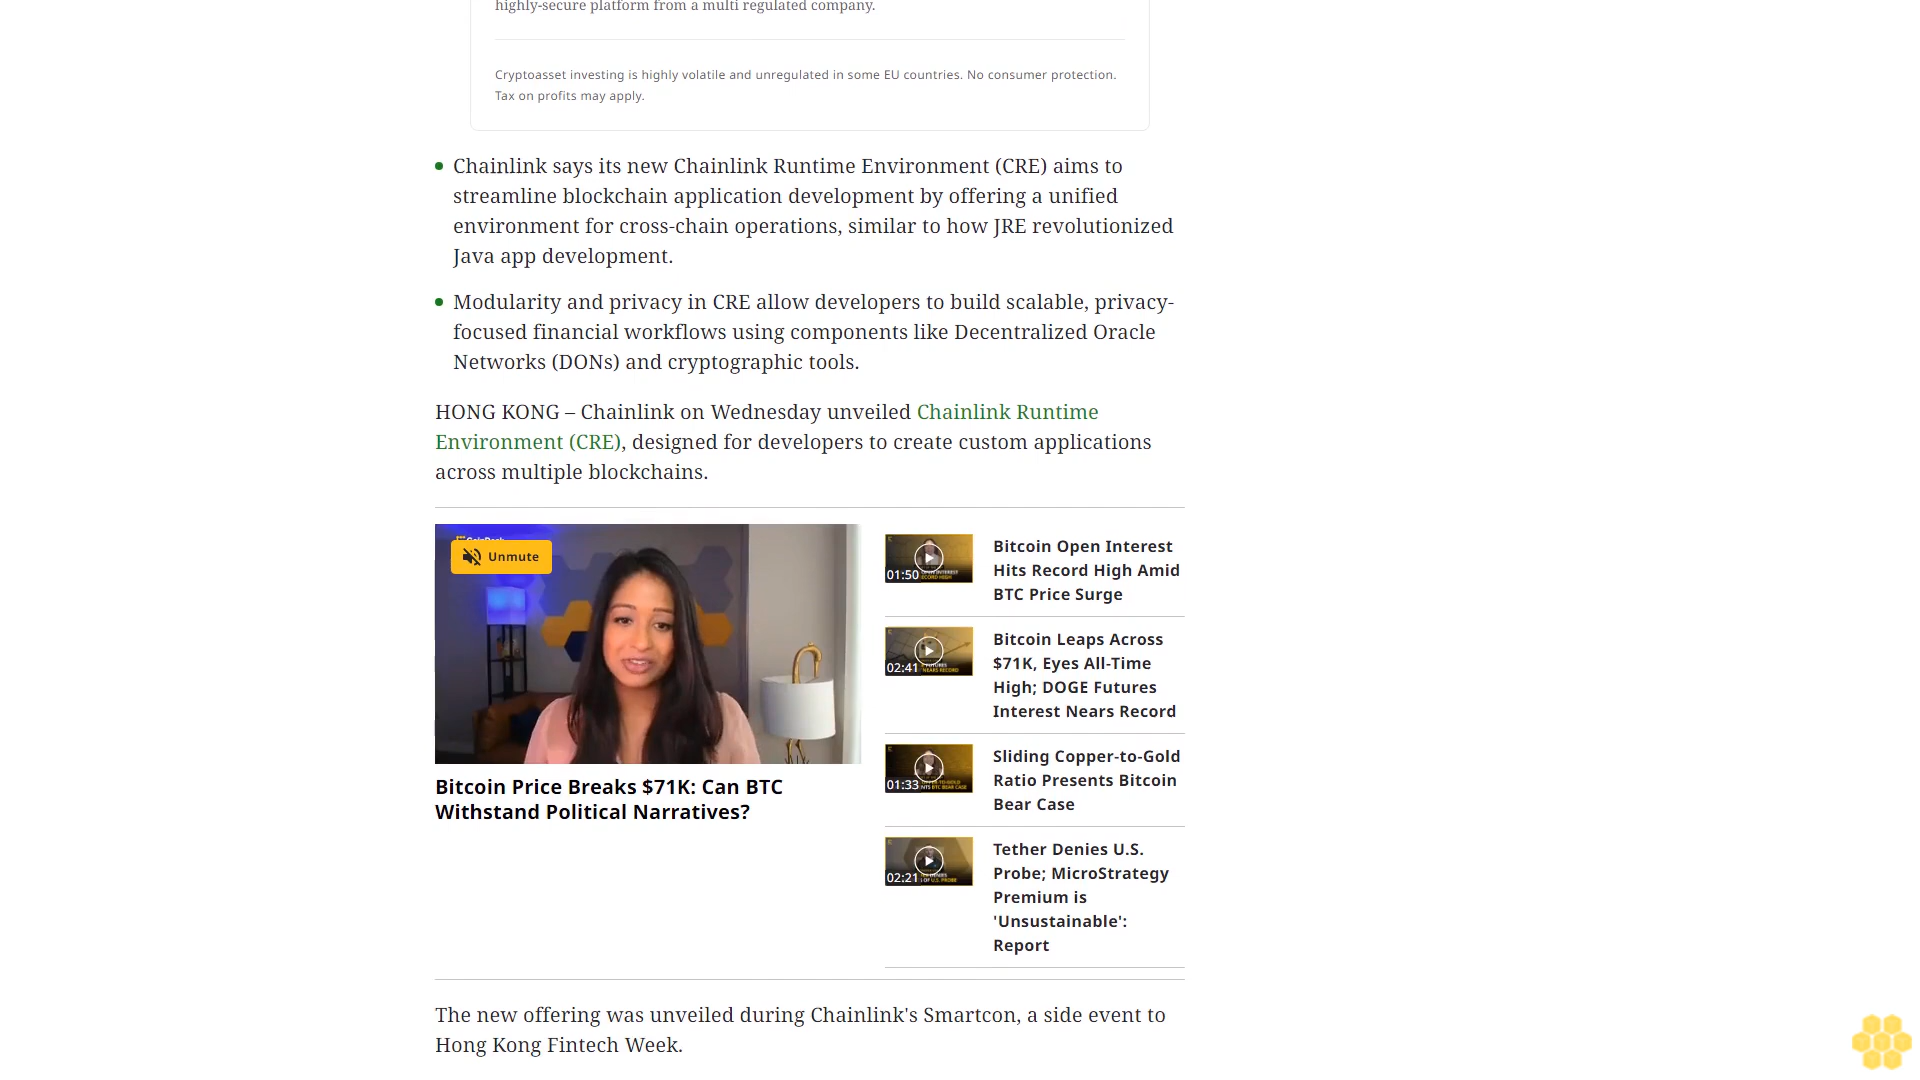 highly-secure platform from a multi regulated company.
Cryptoasset investing is highly volatile and unregulated in some EU countries. No consumer protection.
Tax on profits may apply.
Chainlink says its new Chainlink Runtime Environment (CRE) aims to
streamline blockchain application development by offering a unified
environment for cross-chain operations, similar to how JRE revolutionized
Java app development.
Modularity and privacy in CRE allow developers to build scalable, privacy-
focused financial workflows using components like Decentralized Oracle
Networks (DONs) and cryptographic tools.
HONG KONG – Chainlink on Wednesday unveiled Chainlink Runtime
Environment (CRE), designed for developers to create custom applications
across multiple blockchains.
Unmute
Bitcoin Price Breaks $71K: Can BTC
Withstand Political Narratives?
01:50
Bitcoin Open Interest
Hits Record High Amid
BTC Price Surge
02:41
Bitcoin Leaps Across
$71K, Eyes All-Time
High; DOGE Futures
Interest Nears Record
01:33
Sliding Copper-to-Gold
Ratio Presents Bitcoin
Bear Case
02:21
Tether Denies U.S.
Probe; MicroStrategy
Premium is
'Unsustainable':
Report
The new offering was unveiled during Chainlink's Smartcon, a side event to
Hong Kong Fintech Week.